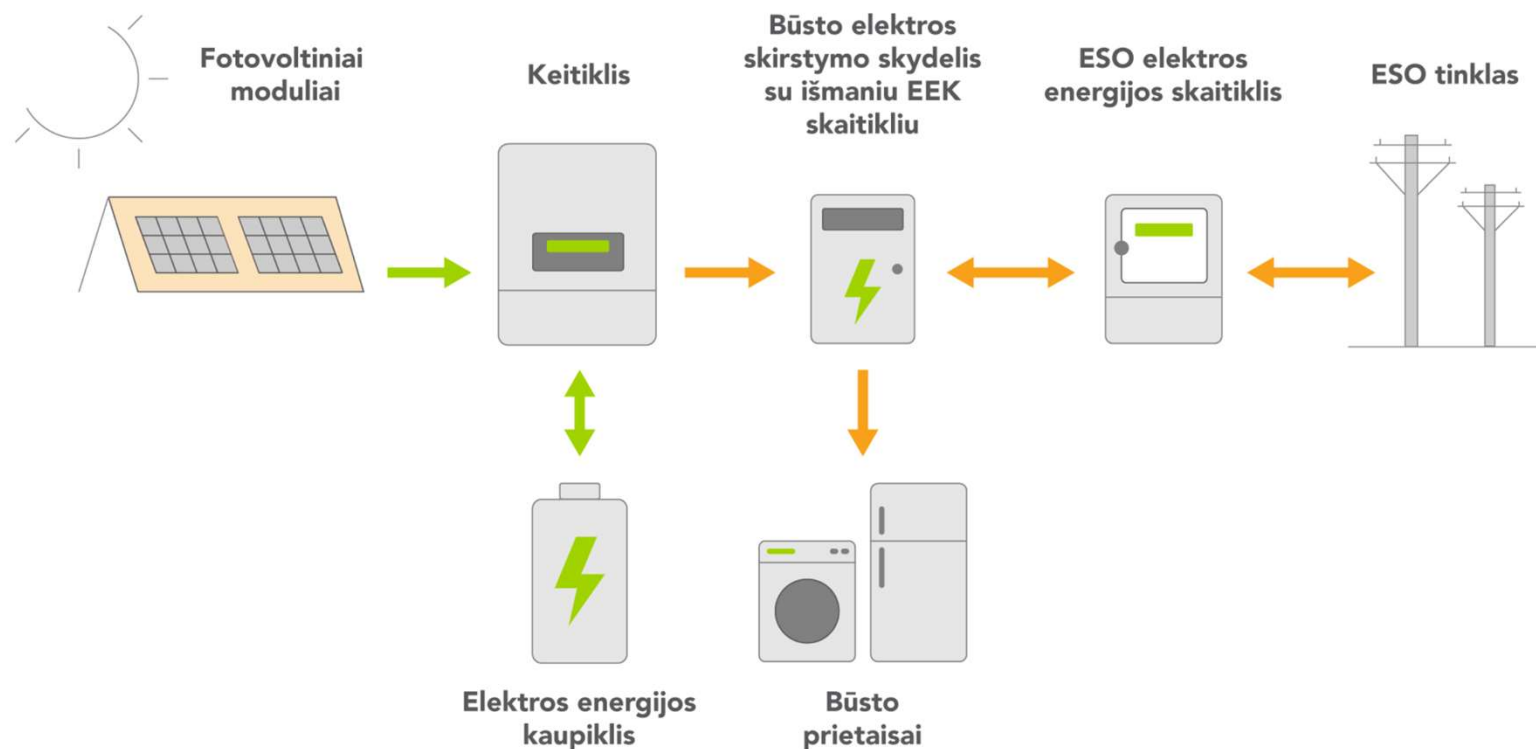 Fotovoltiniai
moduliai
Keitiklis
Būsto elektros
skirstymo skydelis
su išmaniu EEK
skaitikliu
ESO elektros
energijos skaitiklis
ESO tinklas
Elektros energijos
kaupiklis
Būsto
prietaisai